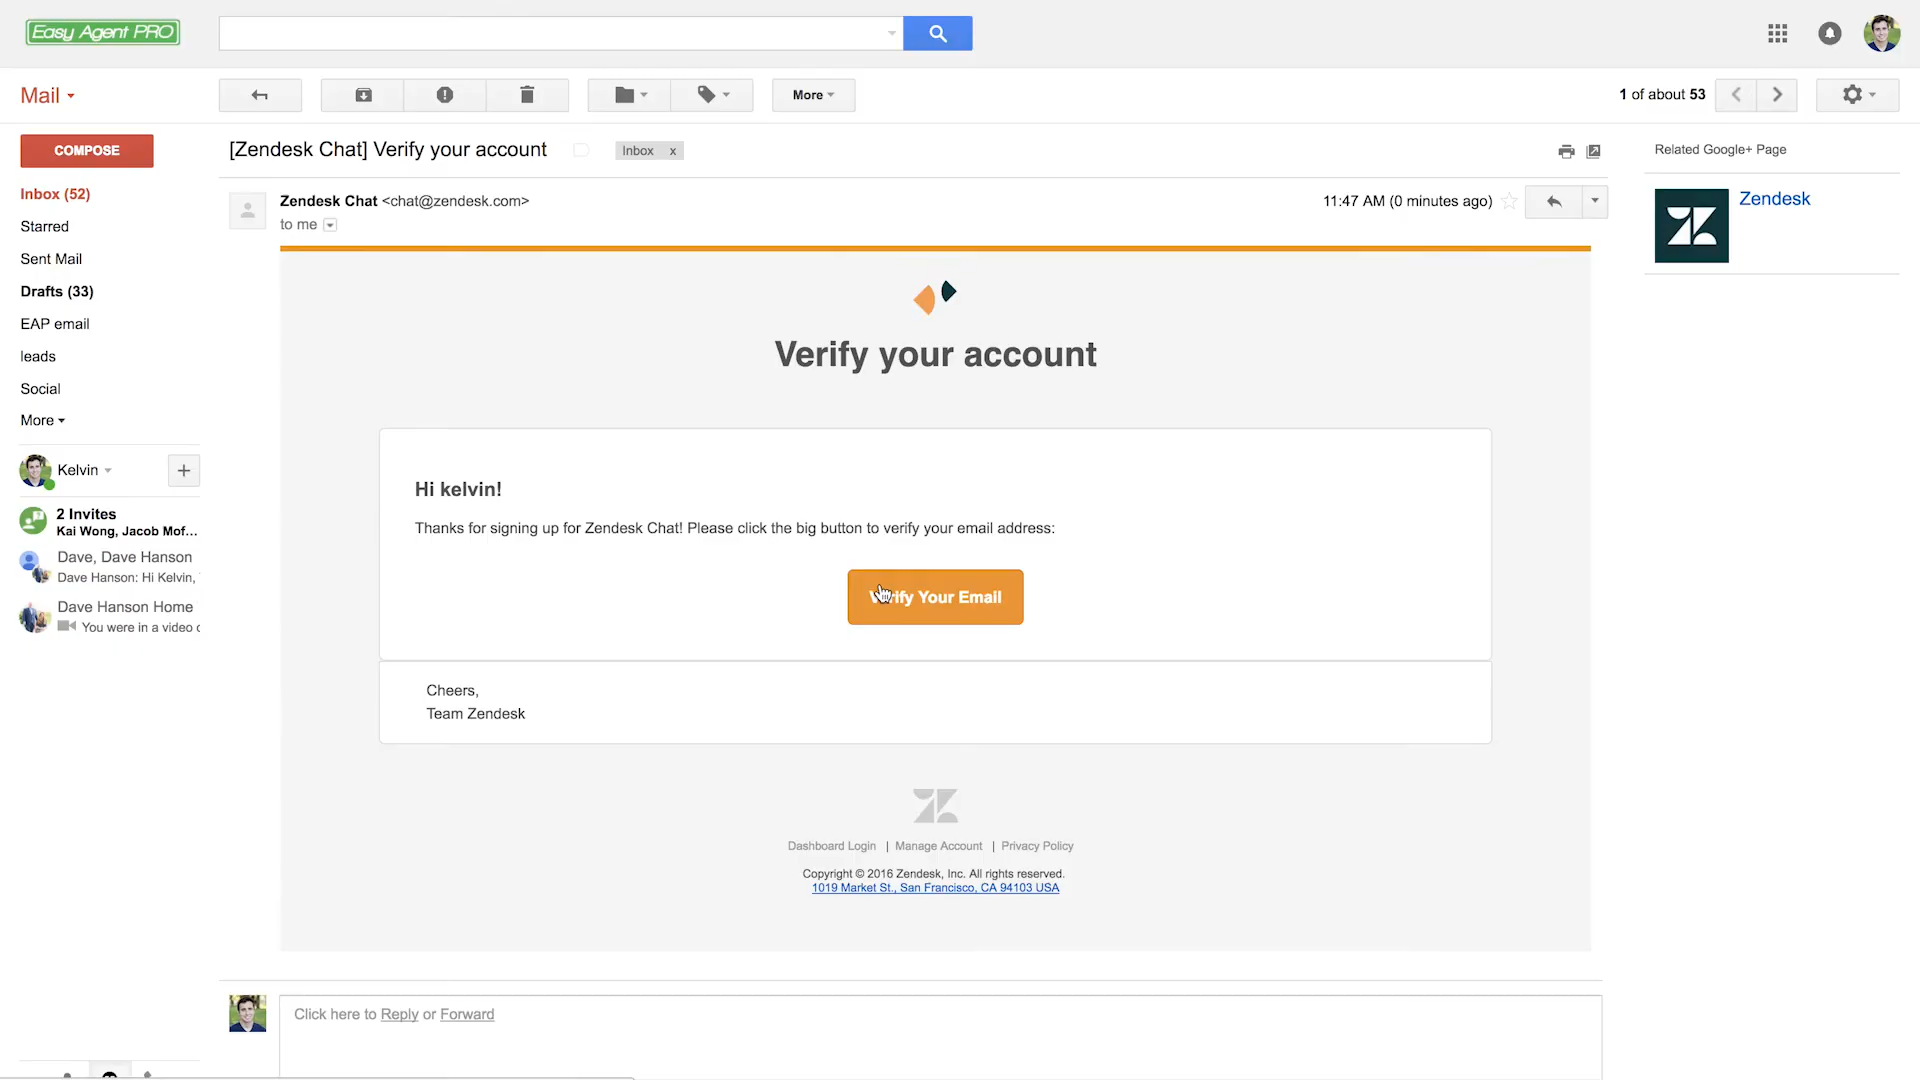 Easy Agent PRO
Mail
More
1 of about 53
COMPOSE
[Zendesk Chat] Verify your account
Inbox x
Related Google+ Page
Inbox (52)
Starred
Sent Mail
Drafts (33)
EAP email
leads
Social
More
Zendesk Chat <chat@zendesk.com>
11:47 AM (0 minutes ago)
to me
Zendesk
Verify your account
Hi kelvin!
Thanks for signing up for Zendesk Chat! Please click the big button to verify your email address:
Verify Your Email
Cheers,
Team Zendesk
Kelvin
2 Invites
Kai Wong, Jacob Mof...
Dave, Dave Hanson
Dave Hanson: Hi Kelvin,
Dave Hanson Home
You were in a video c
Dashboard Login | Manage Account | Privacy Policy
Copyright © 2016 Zendesk, Inc. All rights reserved.
1019 Market St., San Francisco, CA 94103 USA
Click here to Reply or Forward